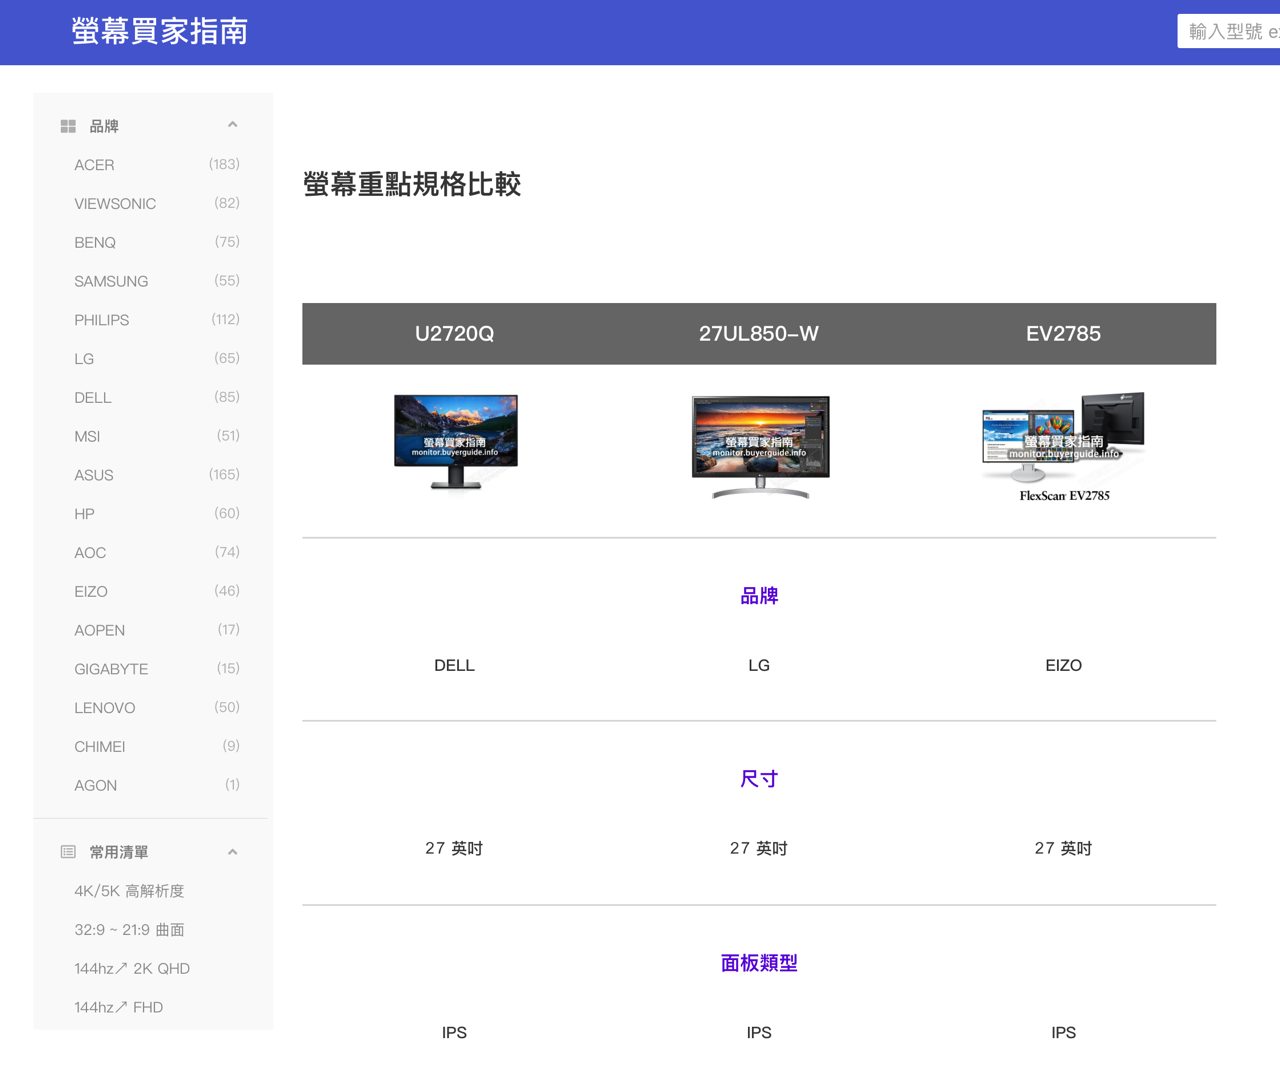 螢幕買家指南
輸入型號 ex
品牌
ACER (183)
VIEWSONIC (82)
BENQ (75)
SAMSUNG (55)
PHILIPS (112)
LG (65)
DELL (85)
MSI (51)
ASUS (165)
HP (60)
AOC (74)
EIZO (46)
AOPEN (17)
GIGABYTE (15)
LENOVO (50)
CHIMEI (9)
AGON (1)
常用清單
4K/5K 高解析度
32:9 ~ 21:9 曲面
144hz↗ 2K QHD
144hz↗ FHD
螢幕重點規格比較
U2720Q 27UL850-W EV2785
螢幕買家指南 螢幕買家指南 螢幕買家指南
monitor.buyerguide.info monitor.buyerguide.info monitor.buyerguide.info
FlexScan EV2785
品牌
DELL LG EIZO
尺寸
27 英吋 27 英吋 27 英吋
面板類型
IPS IPS IPS